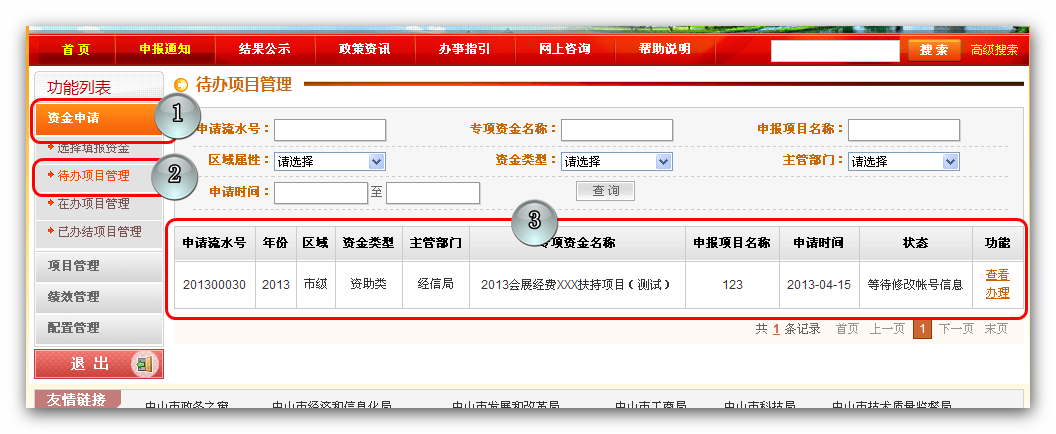 首页 申报通知 结果公示 政策资讯 办事指引 网上咨询 帮助说明 搜索 高级搜索
功能列表
资金申请
选择填报资金
待办项目管理
在办项目管理
已办结项目管理
项目管理
绩效管理
配置管理
退出
1
2
3
待办项目管理
申请流水号： 专项资金名称： 申报项目名称：
区域属性： 请选择 资金类型： 请选择 主管部门： 请选择
申请时间： 至 查询
申请流水号 年份 区域 资金类型 主管部门 专项资金名称 申报项目名称 申请时间 状态 功能
201300030 2013 市级 资助类 经信局 2013会展经费XXX扶持项目（测试） 123 2013-04-15 等待修改帐号信息 查看
办理
共 1 条记录 首页 上一页 1 下一页 末页
友情链接 中山市政务之窗 中山市经济和信息化局 中山市发展和改革局 中山市工商局 中山市科技局 中山市技术质量监督局